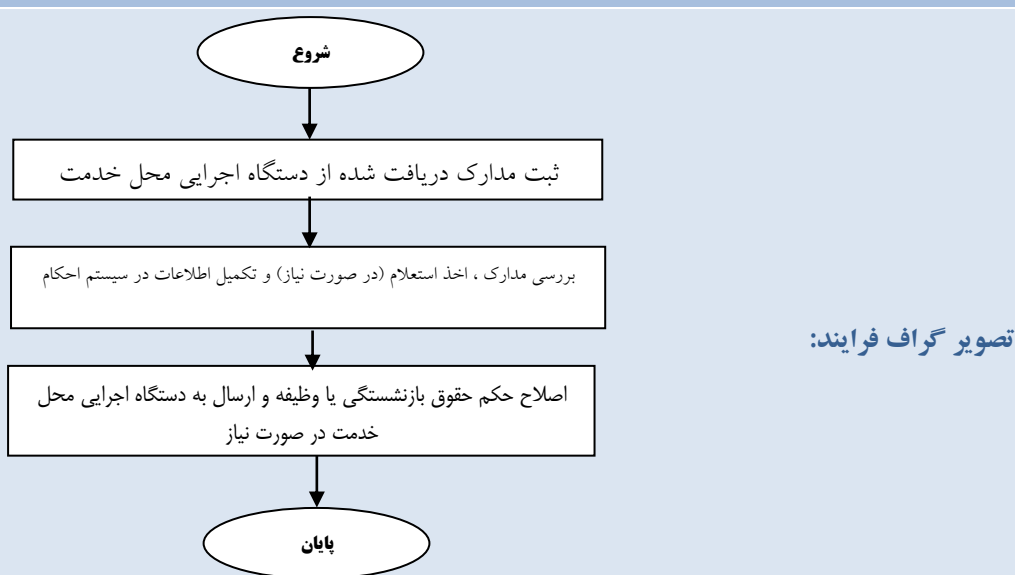 شروع
ثبت مدارک دریافت شده از دستگاه اجرایی محل خدمت
بررسی مدارک ، اخذ استعلام (در صورت نیاز) و تکمیل اطلاعات در سیستم احکام
تصویر گراف فرایند:
اصلاح حکم حقوق بازنشستگی یا وظیفه و ارسال به دستگاه اجرایی محل
خدمت در صورت نیاز
پایان